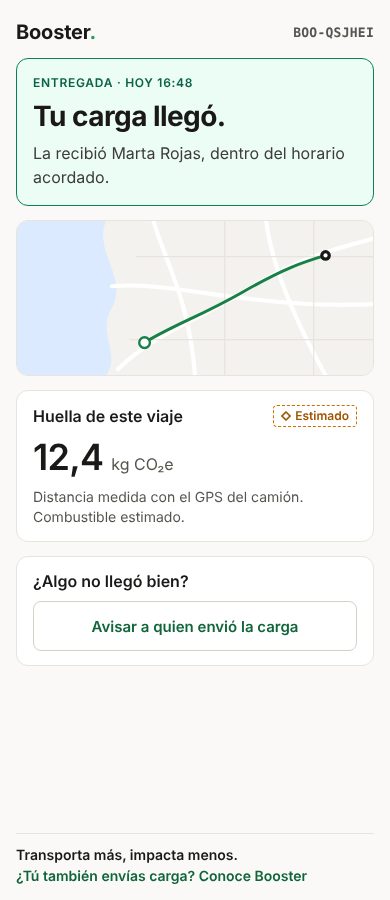 Booster.
BOO-QSJHEI
ENTREGADA · HOY 16:48
Tu carga llegó.
La recibió Marta Rojas, dentro del horario
acordado.
Huella de este viaje
Estimado
12,4 kg CO₂e
Distancia medida con el GPS del camión.
Combustible estimado.
¿Algo no llegó bien?
Avisar a quien envió la carga
Transporta más, impacta menos.
¿Tú también envías carga? Conoce Booster